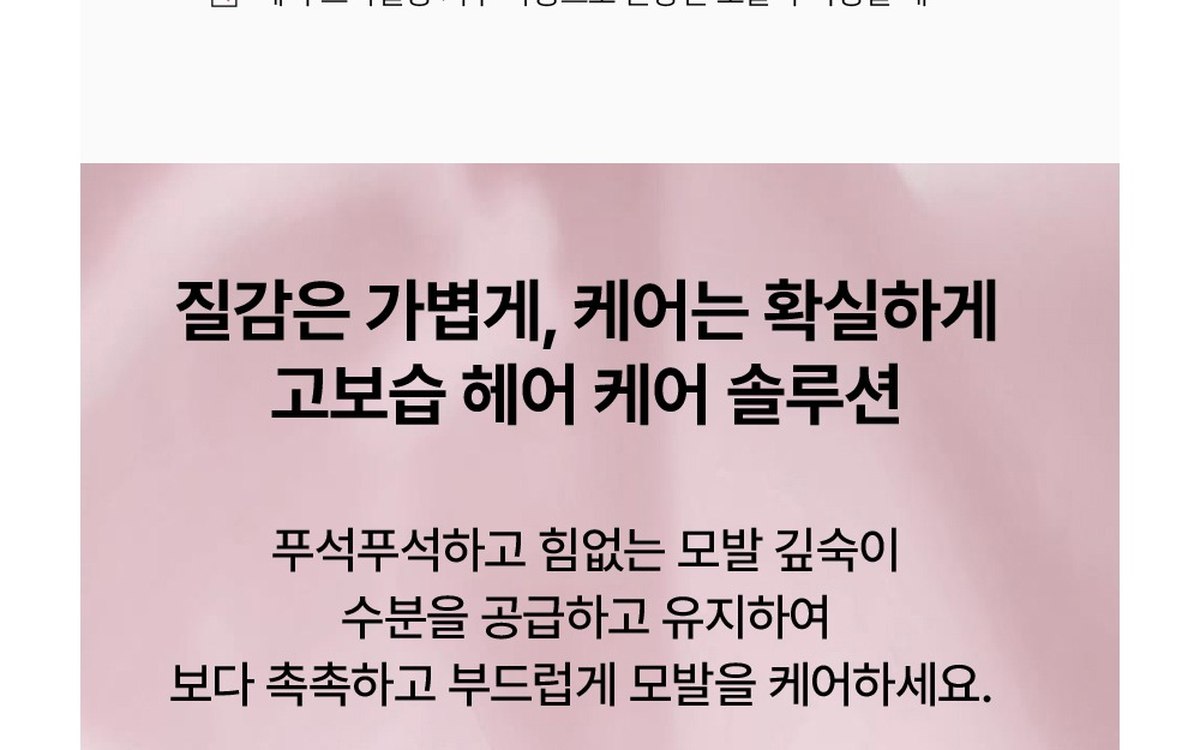 질감은 가볍게, 케어는 확실하게
고보습 헤어 케어 솔루션
푸석푸석하고 힘없는 모발 깊숙이
수분을 공급하고 유지하여
보다 촉촉하고 부드럽게 모발을 케어하세요.